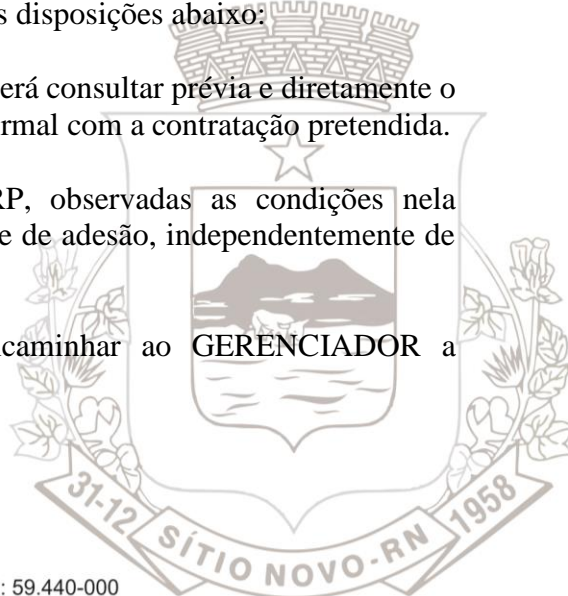 s disposições abaixo:
erá consultar prévia e diretamente o
ormal com a contratação pretendida.
RP, observadas as condições nela
e de adesão, independentemente de
caminhar ao GERENCIADOR a
31-12 SÍTIO NOVO-RN 1958
: 59.440-000